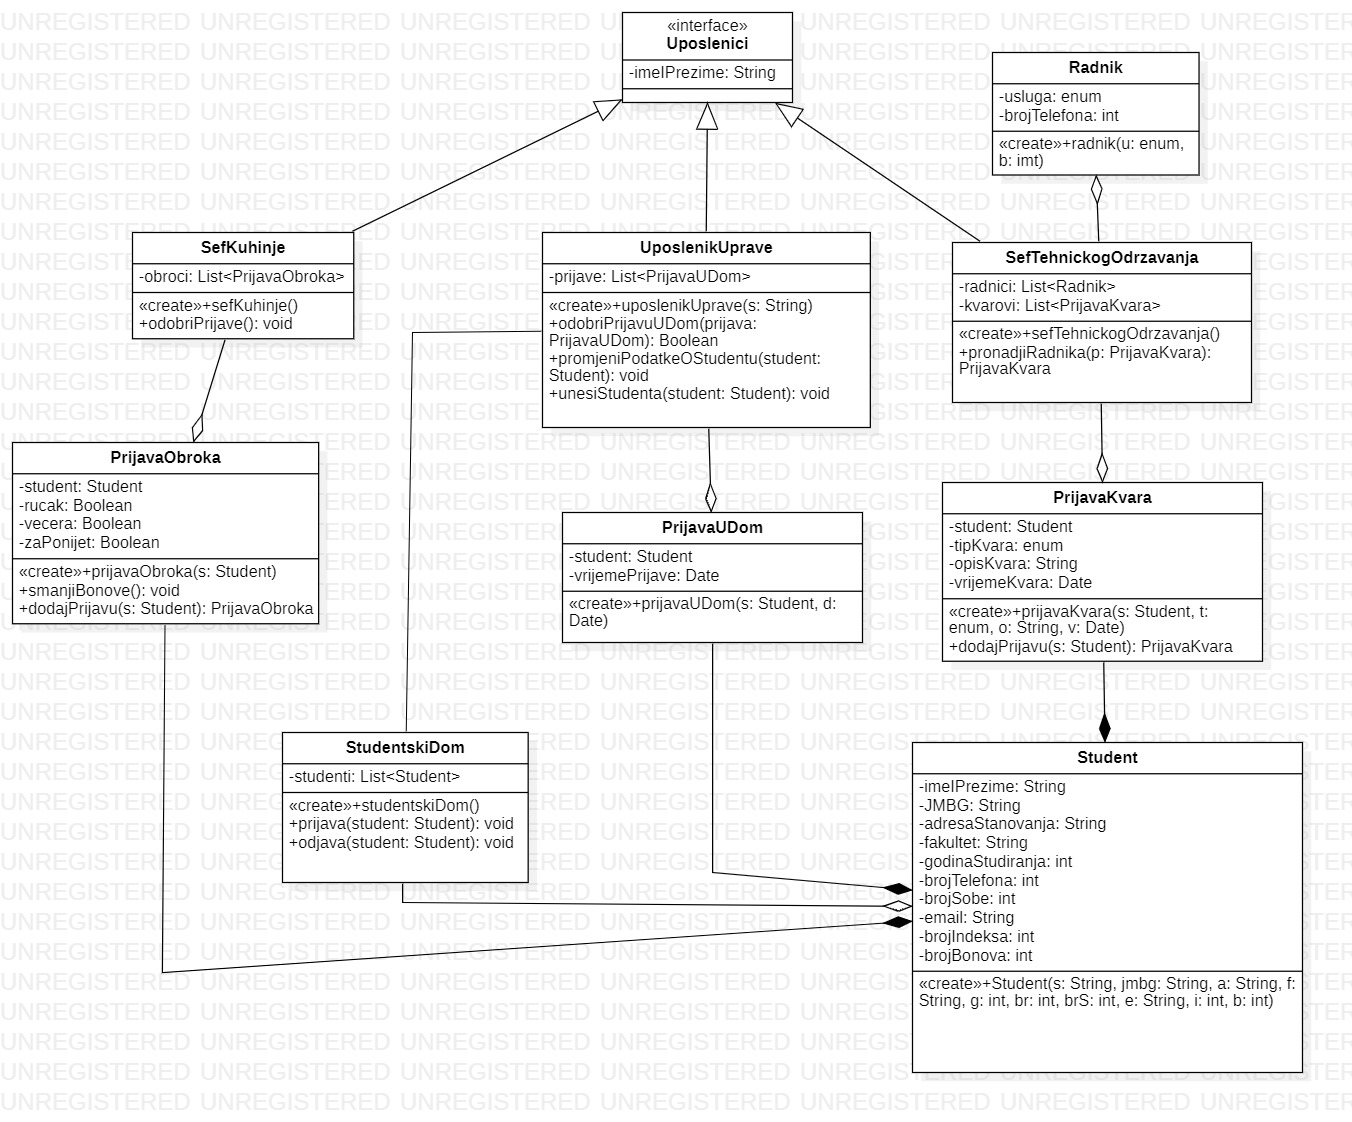 «interface»
Uposlenici
-imeIPrezime: String
Radnik
-usluga: enum
-brojTelefona: int
«create»+radnik(u: enum,
b: imt)
SefKuhinje
-obroci: List<PrijavaObroka>
«create»+sefKuhinje()
+odobriPrijave(): void
UposlenikUprave
-prijave: List<PrijavaUDom>
«create»+uposlenikUprave(s: String)
+odobriPrijavuUDom(prijava:
PrijavaUDom): Boolean
+promjeniPodatkeOStudentu(student:
Student): void
+unesiStudenta(student: Student): void
SefTehnickogOdrzavanja
-radnici: List<Radnik>
-kvarovi: List<PrijavaKvara>
«create»+sefTehnickogOdrzavanja()
+pronadjiRadnika(p: PrijavaKvara):
PrijavaKvara
PrijavaObroka
-student: Student
-rucak: Boolean
-vecera: Boolean
-zaPonijet: Boolean
«create»+prijavaObroka(s: Student)
+smanjiBonove(): void
+dodajPrijavu(s: Student): PrijavaObroka
PrijavaUDom
-student: Student
-vrijemePrijave: Date
«create»+prijavaUDom(s: Student, d:
Date)
PrijavaKvara
-student: Student
-tipKvara: enum
-opisKvara: String
-vrijemeKvara: Date
«create»+prijavaKvara(s: Student, t:
enum, o: String, v: Date)
+dodajPrijavu(s: Student): PrijavaKvara
StudentskiDom
-studenti: List<Student>
«create»+studentskiDom()
+prijava(student: Student): void
+odjava(student: Student): void
Student
-imeIPrezime: String
-JMBG: String
-adresaStanovanja: String
-fakultet: String
-godinaStudiranja: int
-brojTelefona: int
-brojSobe: int
-email: String
-brojIndeksa: int
-brojBonova: int
«create»+Student(s: String, jmbg: String, a: String, f:
String, g: int, br: int, brS: int, e: String, i: int, b: int)
UNREGISTERED